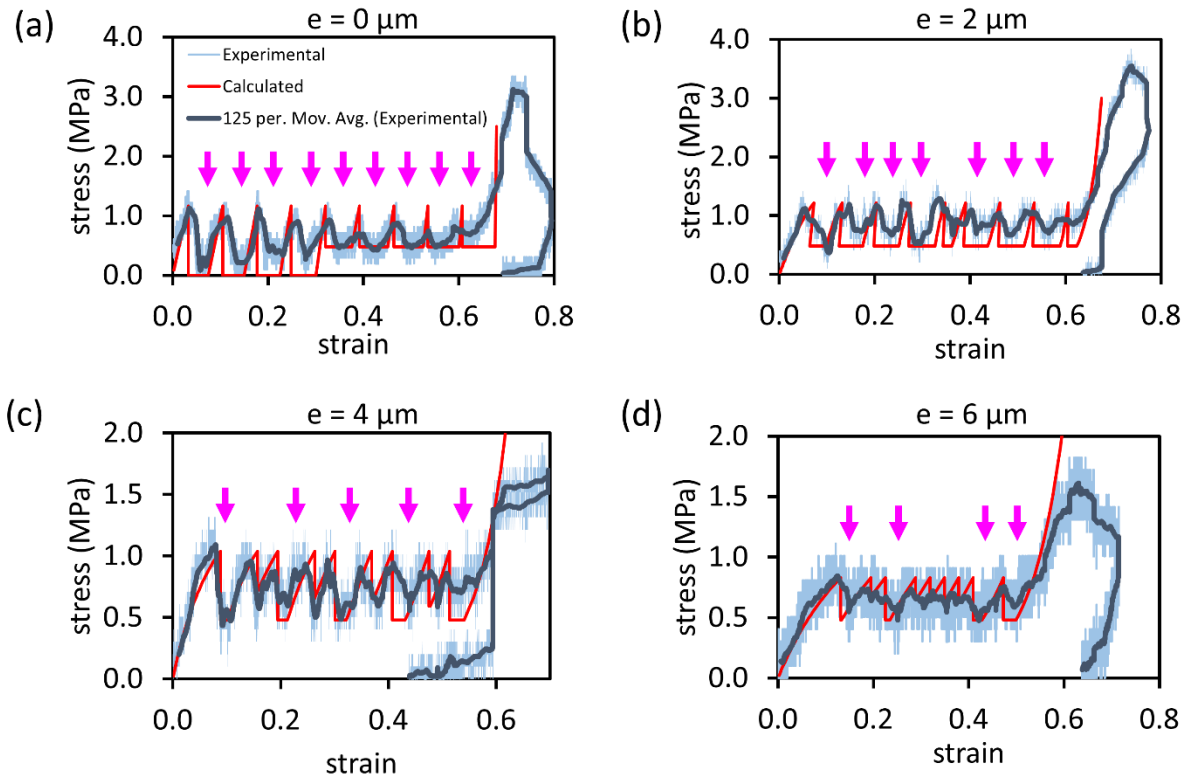 (a)
e = 0 μm
stress (MPa)
4.0
3.0
2.0
1.0
0.0
Experimental
Calculated
125 per. Mov. Avg. (Experimental)
0.0 0.2 0.4 0.6 0.8
strain
(b)
e = 2 μm
stress (MPa)
4.0
3.0
2.0
1.0
0.0
0.0 0.2 0.4 0.6 0.8
strain
(c)
e = 4 μm
stress (MPa)
2.0
1.5
1.0
0.5
0.0
0.0 0.2 0.4 0.6
strain
(d)
e = 6 μm
stress (MPa)
2.0
1.5
1.0
0.5
0.0
0.0 0.2 0.4 0.6 0.8
strain